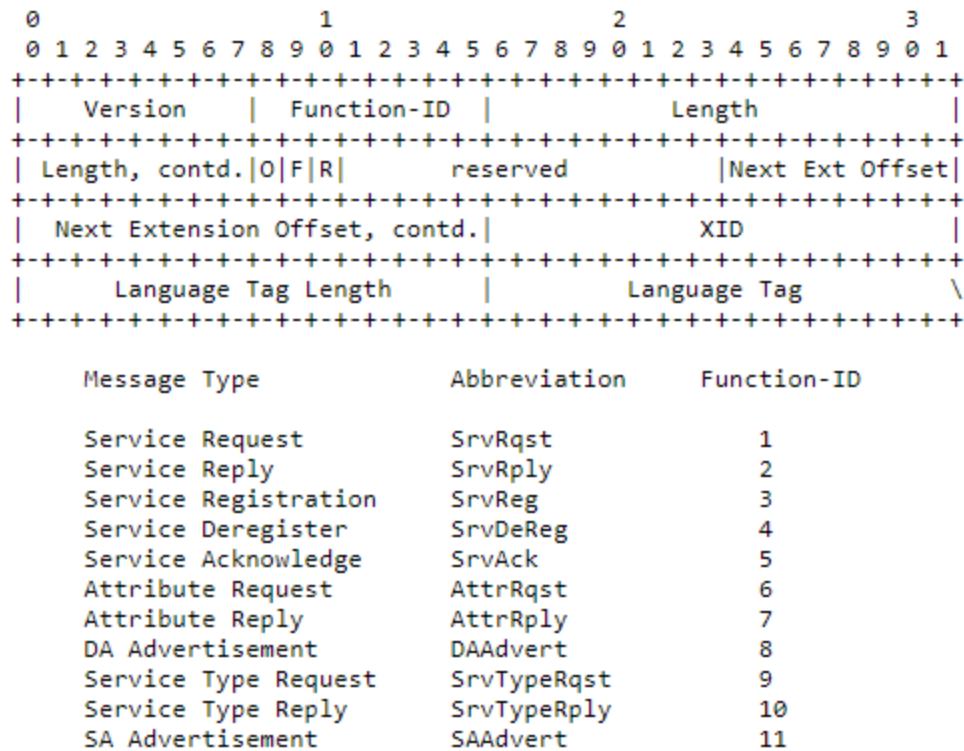 0                   1                   2                   3
 0 1 2 3 4 5 6 7 8 9 0 1 2 3 4 5 6 7 8 9 0 1 2 3 4 5 6 7 8 9 0 1
+-+-+-+-+-+-+-+-+-+-+-+-+-+-+-+-+-+-+-+-+-+-+-+-+-+-+-+-+-+-+-+-+
|    Version    |  Function-ID  |            Length             |
+-+-+-+-+-+-+-+-+-+-+-+-+-+-+-+-+-+-+-+-+-+-+-+-+-+-+-+-+-+-+-+-+
| Length, contd.|O|F|R|       reserved          |Next Ext Offset|
+-+-+-+-+-+-+-+-+-+-+-+-+-+-+-+-+-+-+-+-+-+-+-+-+-+-+-+-+-+-+-+-+
|  Next Extension Offset, contd.|              XID              |
+-+-+-+-+-+-+-+-+-+-+-+-+-+-+-+-+-+-+-+-+-+-+-+-+-+-+-+-+-+-+-+-+
|      Language Tag Length      |         Language Tag          \
+-+-+-+-+-+-+-+-+-+-+-+-+-+-+-+-+-+-+-+-+-+-+-+-+-+-+-+-+-+-+-+-+
     Message Type             Abbreviation     Function-ID
     Service Request          SrvRqst              1
     Service Reply            SrvRply              2
     Service Registration     SrvReg               3
     Service Deregister       SrvDeReg             4
     Service Acknowledge      SrvAck               5
     Attribute Request        AttrRqst             6
     Attribute Reply          AttrRply             7
     DA Advertisement         DAAdvert             8
     Service Type Request     SrvTypeRqst          9
     Service Type Reply       SrvTypeRply          10
     SA Advertisement         SAAdvert             11